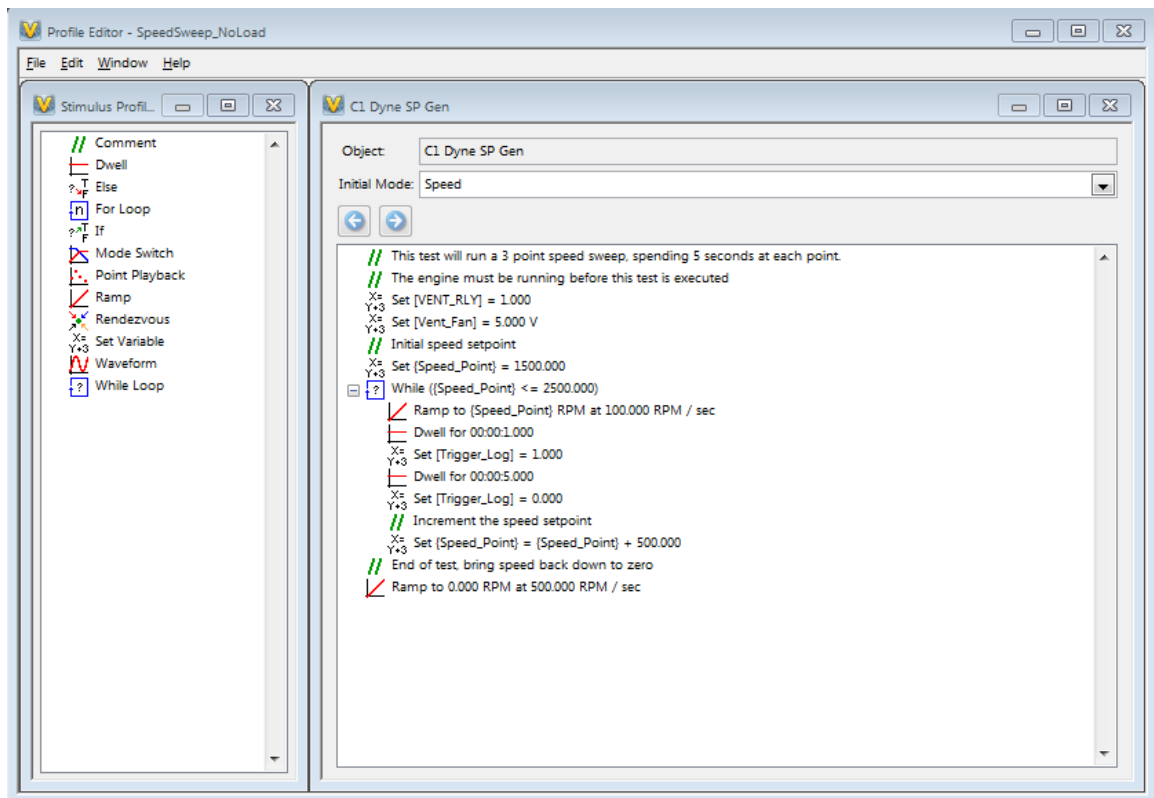 Profile Editor - SpeedSweep_NoLoad
File Edit Window Help
Stimulus Profil...
// Comment
Dwell
Else
For Loop
If
Mode Switch
Point Playback
Ramp
Rendezvous
Set Variable
Waveform
While Loop
C1 Dyne SP Gen
Object: C1 Dyne SP Gen
Initial Mode: Speed
// This test will run a 3 point speed sweep, spending 5 seconds at each point.
// The engine must be running before this test is executed
X= Y+3 Set [VENT_RLY] = 1.000
X= Y+3 Set [Vent_Fan] = 5.000 V
// Initial speed setpoint
X= Y+3 Set {Speed_Point} = 1500.000
While ({Speed_Point} <= 2500.000)
Ramp to {Speed_Point} RPM at 100.000 RPM / sec
Dwell for 00:00:1.000
X= Y+3 Set [Trigger_Log] = 1.000
Dwell for 00:00:5.000
X= Y+3 Set [Trigger_Log] = 0.000
// Increment the speed setpoint
X= Y+3 Set {Speed_Point} = {Speed_Point} + 500.000
// End of test, bring speed back down to zero
Ramp to 0.000 RPM at 500.000 RPM / sec